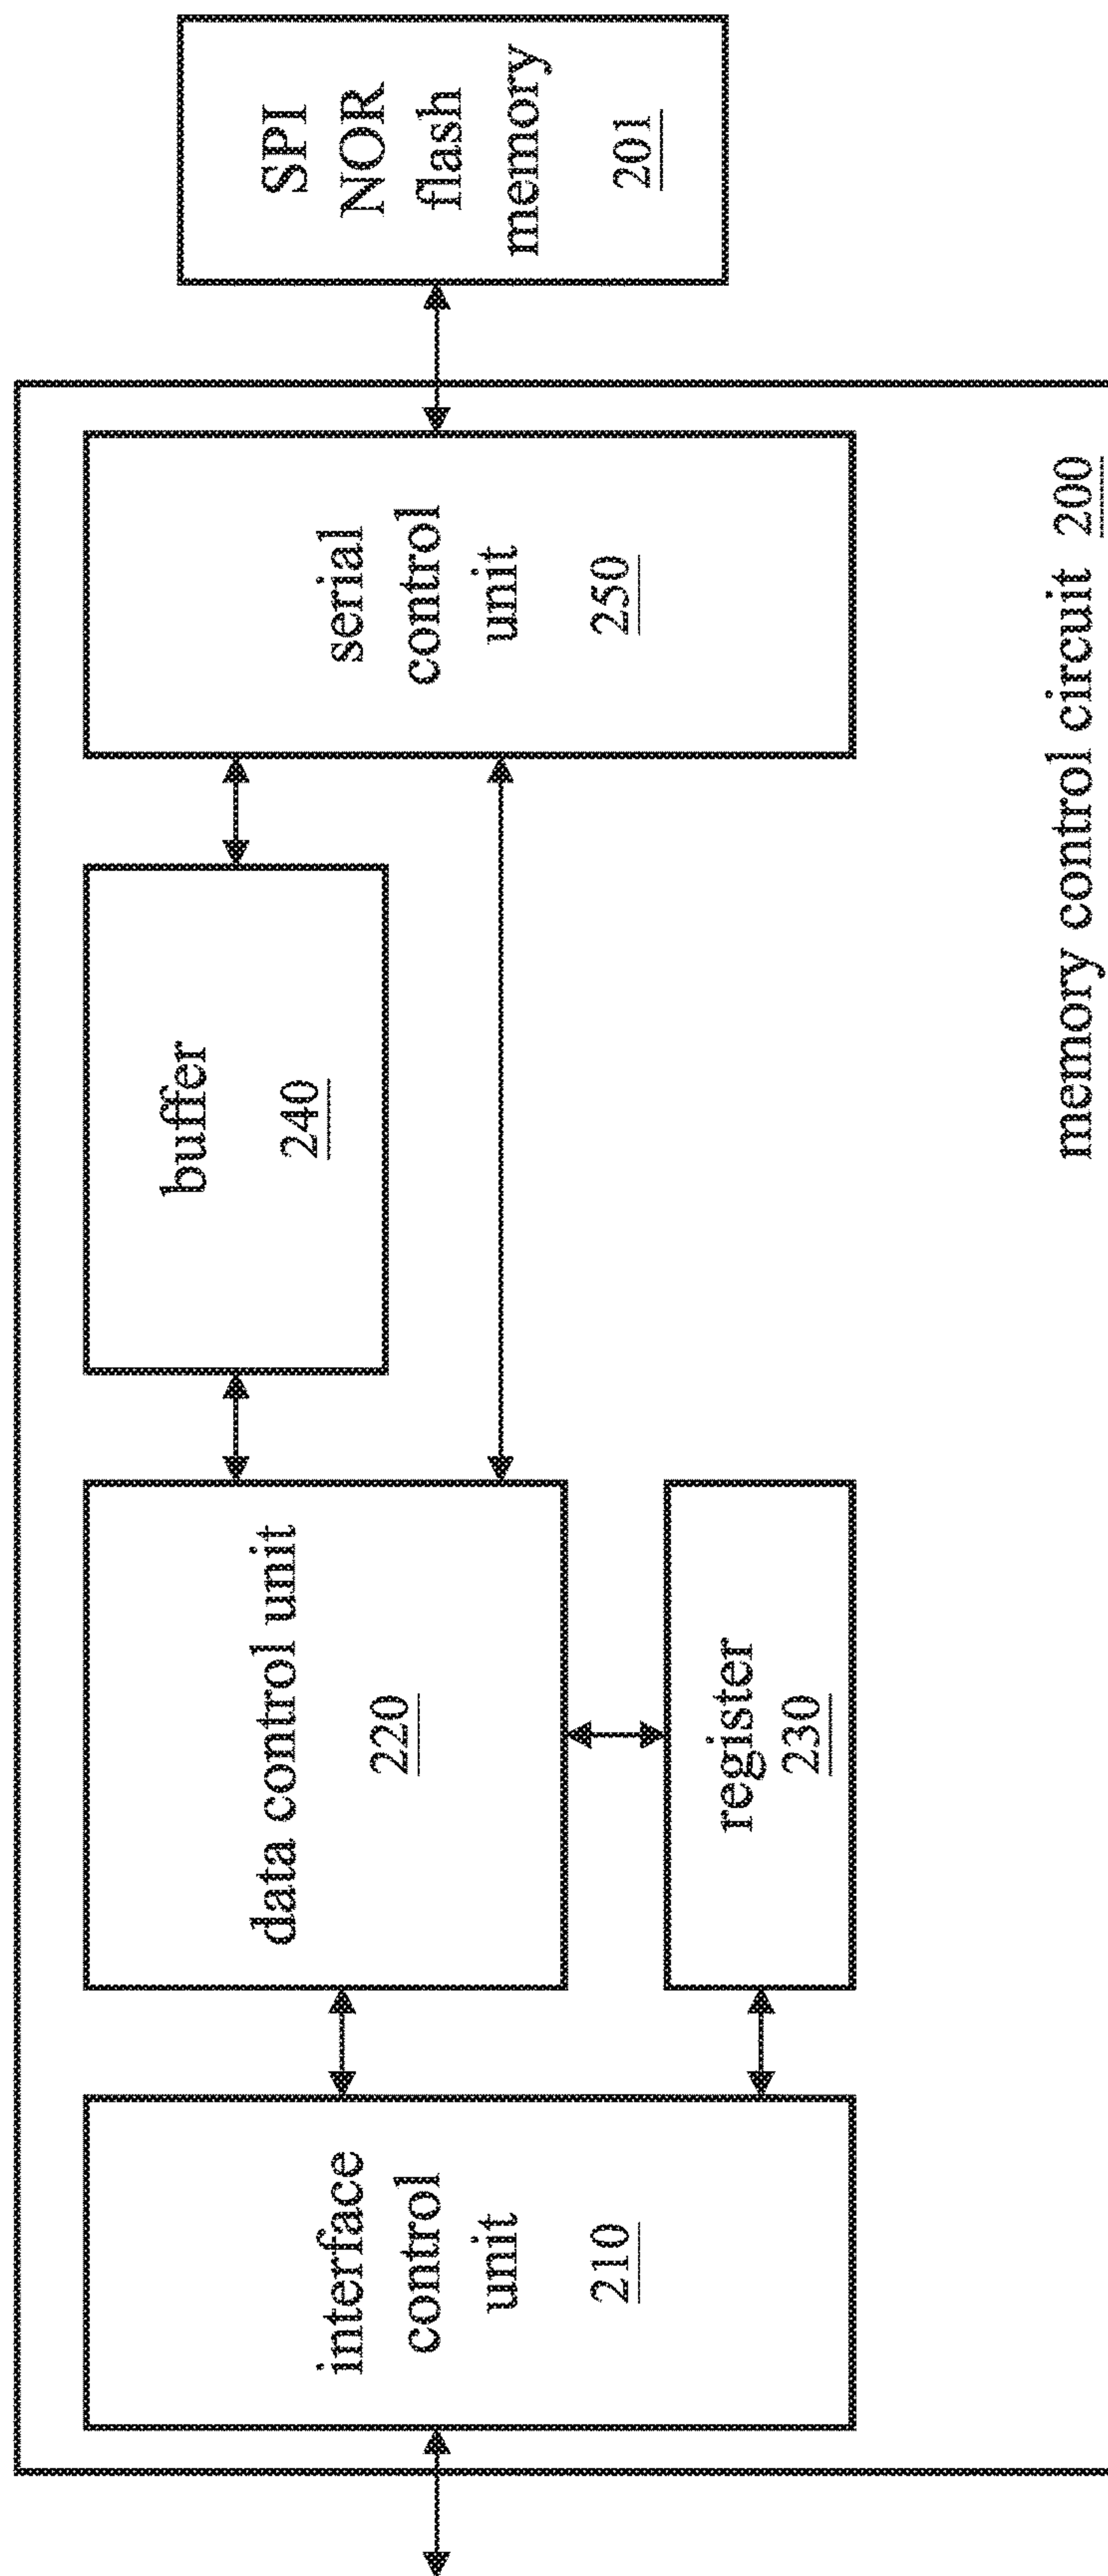 interface
control
unit
210
data control unit
220
register
230
buffer
240
serial
control
unit
250
SPI
NOR
flash
memory
201
memory control circuit 200